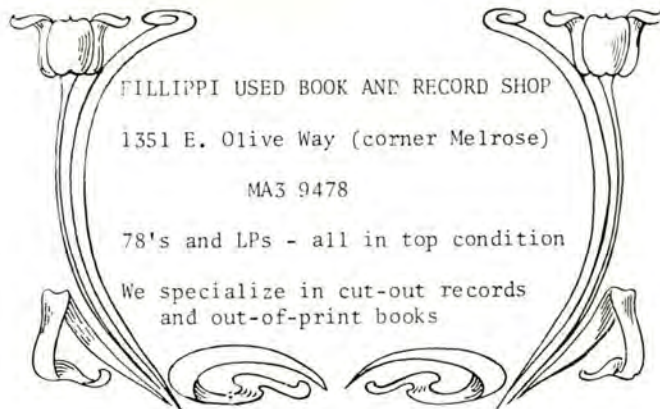 FILLIPPI USED BOOK AND RECORD SHOP
1351 E. Olive Way (corner Melrose)
MA3 9478
78's and LPs - all in top condition
We specialize in cut-out records
and out-of-print books